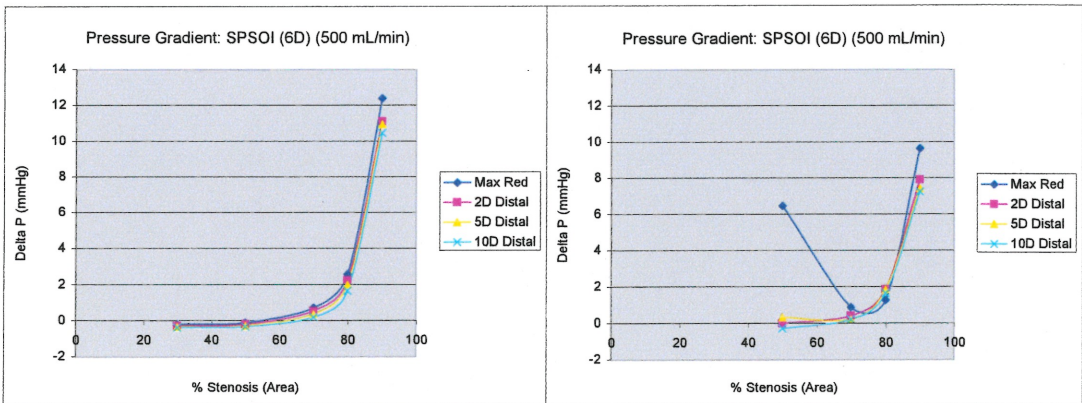 Pressure Gradient: SPSOI (6D) (500 mL/min)
14
12
10
8
6
4
2
0
-2
0 20 40 60 80 100
Delta P (mmHg)
% Stenosis (Area)
Max Red
2D Distal
5D Distal
10D Distal
Pressure Gradient: SPSOI (6D) (500 mL/min)
14
12
10
8
6
4
2
0
-2
0 20 40 60 80 100
Delta P (mmHg)
% Stenosis (Area)
Max Red
2D Distal
5D Distal
10D Distal